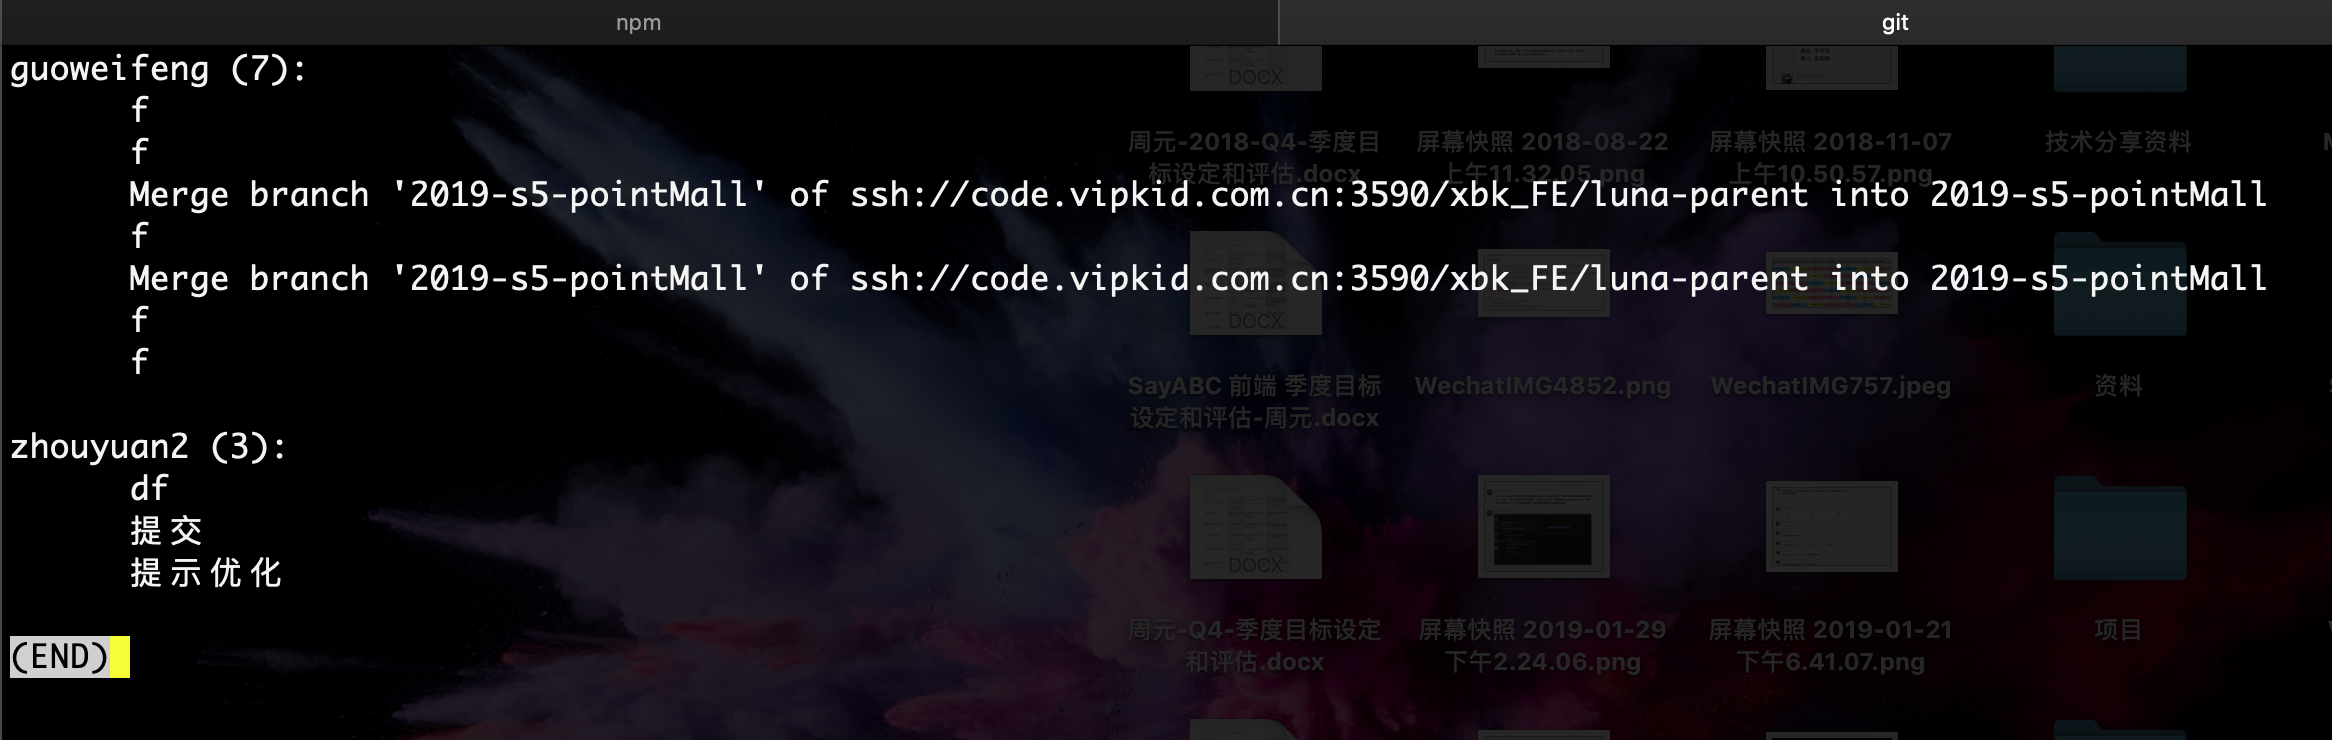 npm
git
guoweifeng (7):
f
f
Merge branch '2019-s5-pointMall' of ssh://code.vipkid.com.cn:3590/xbk_FE/luna-parent into 2019-s5-pointMall
f
Merge branch '2019-s5-pointMall' of ssh://code.vipkid.com.cn:3590/xbk_FE/luna-parent into 2019-s5-pointMall
f
f
zhouyuan2 (3):
df
提交
提示优化
(END)
DOCX
周元-2018-Q4-季度目
标设定和评估.docx
屏幕快照 2018-08-22
上午11.32.05.png
屏幕快照 2018-11-07
上午10.50.57.png
技术分享资料
DOCX
SayABC 前端 季度目标
设定和评估-周元.docx
WechatIMG4852.png
WechatIMG757.jpeg
资料
DOCX
周元-Q4-季度目标设定
和评估.docx
屏幕快照 2019-01-29
下午2.24.06.png
屏幕快照 2019-01-21
下午6.41.07.png
项目